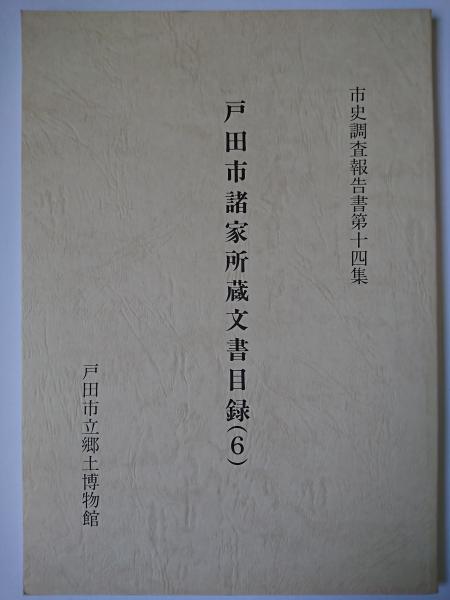 市史調査報告書第十四集
戸田市諸家所蔵文書目録(6)
戸田市立郷土博物館